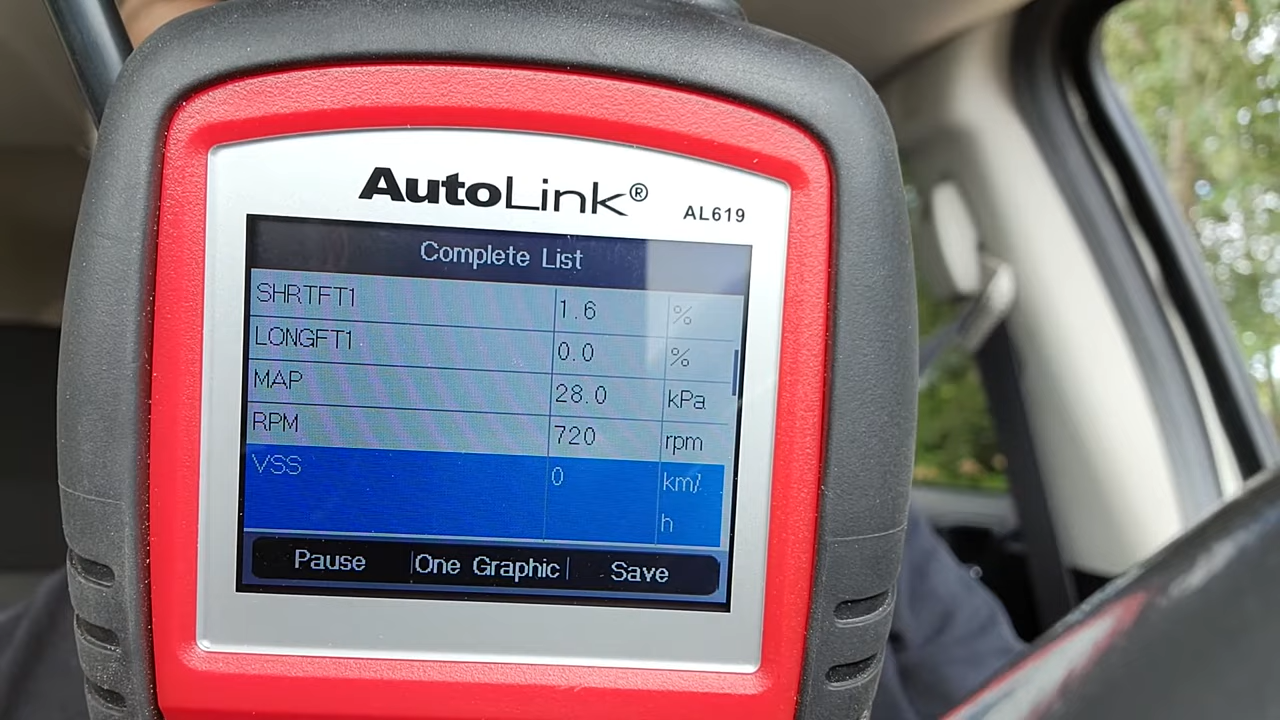 AutoLink®
AL619
Complete List
SHRTFT1 1.6 %
LONGFT1 0.0 %
MAP 28.0 kPa
RPM 720 rpm
VSS 0 km/
h
Pause One Graphic Save